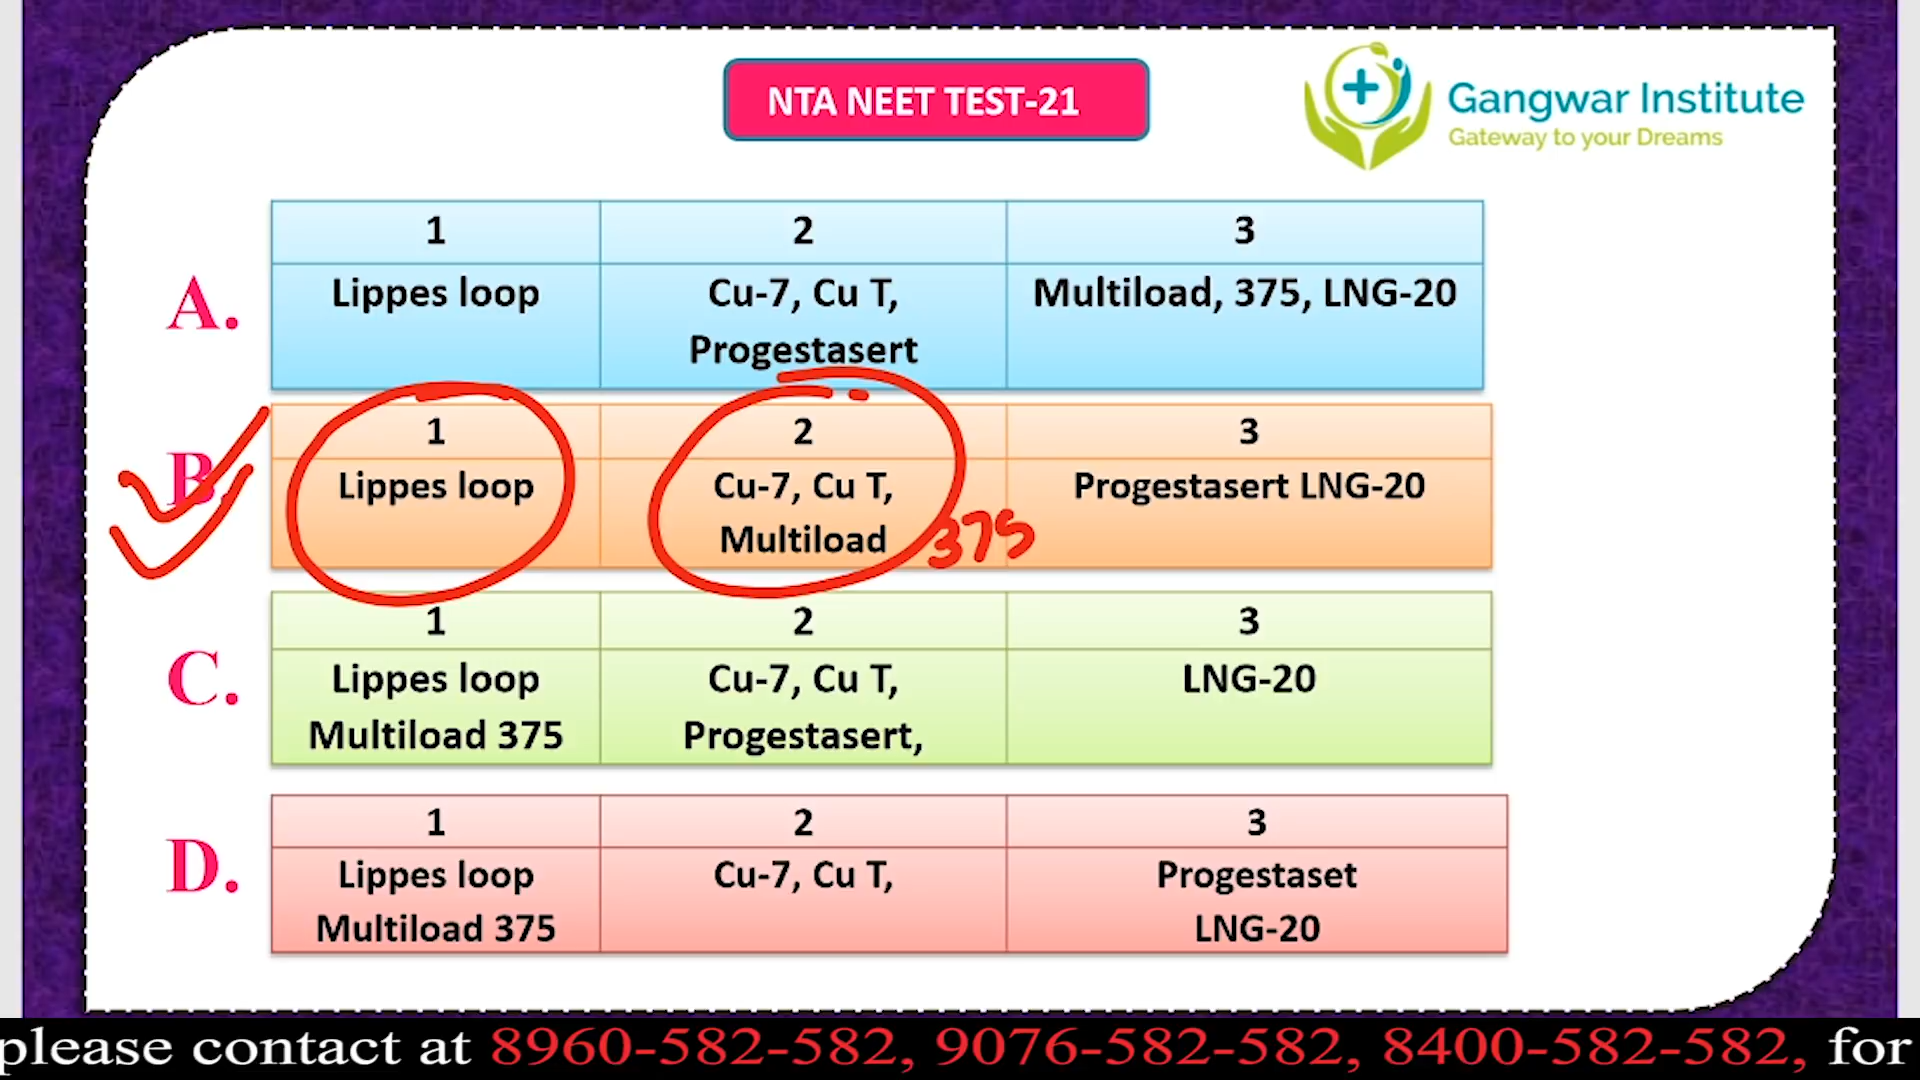 NTA NEET TEST-21
Gangwar Institute
Gateway to your Dreams
A.
1 2 3
Lippes loop Cu-7, Cu T, Multiload, 375, LNG-20
Progestasert
B
1 2 3
Lippes loop Cu-7, Cu T, Progestasert LNG-20
Multiload 375
C.
1 2 3
Lippes loop Cu-7, Cu T, LNG-20
Multiload 375 Progestasert,
D.
1 2 3
Lippes loop Cu-7, Cu T, Progestaset
Multiload 375 LNG-20
please contact at 8960-582-582, 9076-582-582, 8400-582-582, for